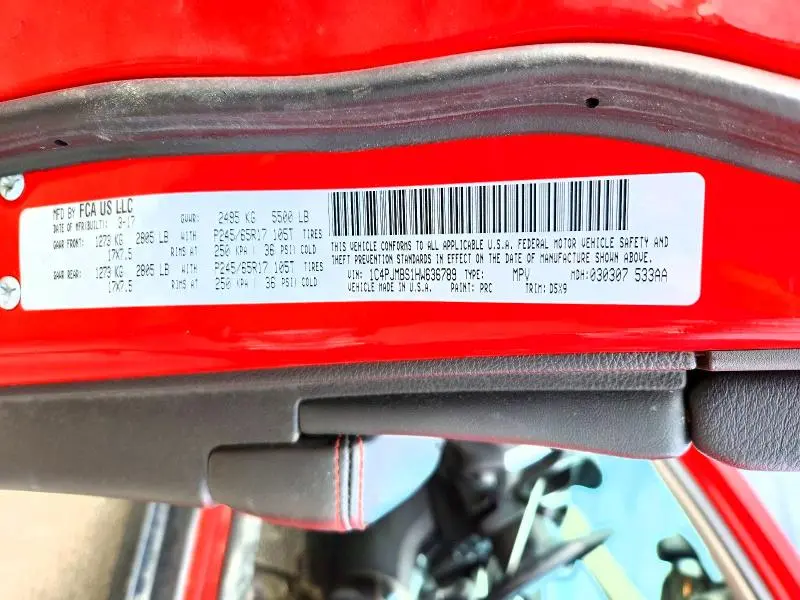 MFD BY FCA US LLC
DATE OF MFR(BUILT): 3-17
GVWR: 2495 KG 5500 LB
GAWR FRONT: 1273 KG 2805 LB WITH P245/65R17 105T TIRES
17X7.5 RIMS AT 250 KPA ( 36 PSI) COLD
GAWR REAR: 1273 KG 2805 LB WITH P245/65R17 105T TIRES
17X7.5 RIMS AT 250 KPA ( 36 PSI) COLD
THIS VEHICLE CONFORMS TO ALL APPLICABLE U.S.A. FEDERAL MOTOR VEHICLE SAFETY AND
THEFT PREVENTION STANDARDS IN EFFECT ON THE DATE OF MANUFACTURE SHOWN ABOVE.
VIN: 1C4PJMBS1HW636789 TYPE: MPV MDH:030307 533AA
VEHICLE MADE IN U.S.A. PAINT: PRC TRIM: D5X9